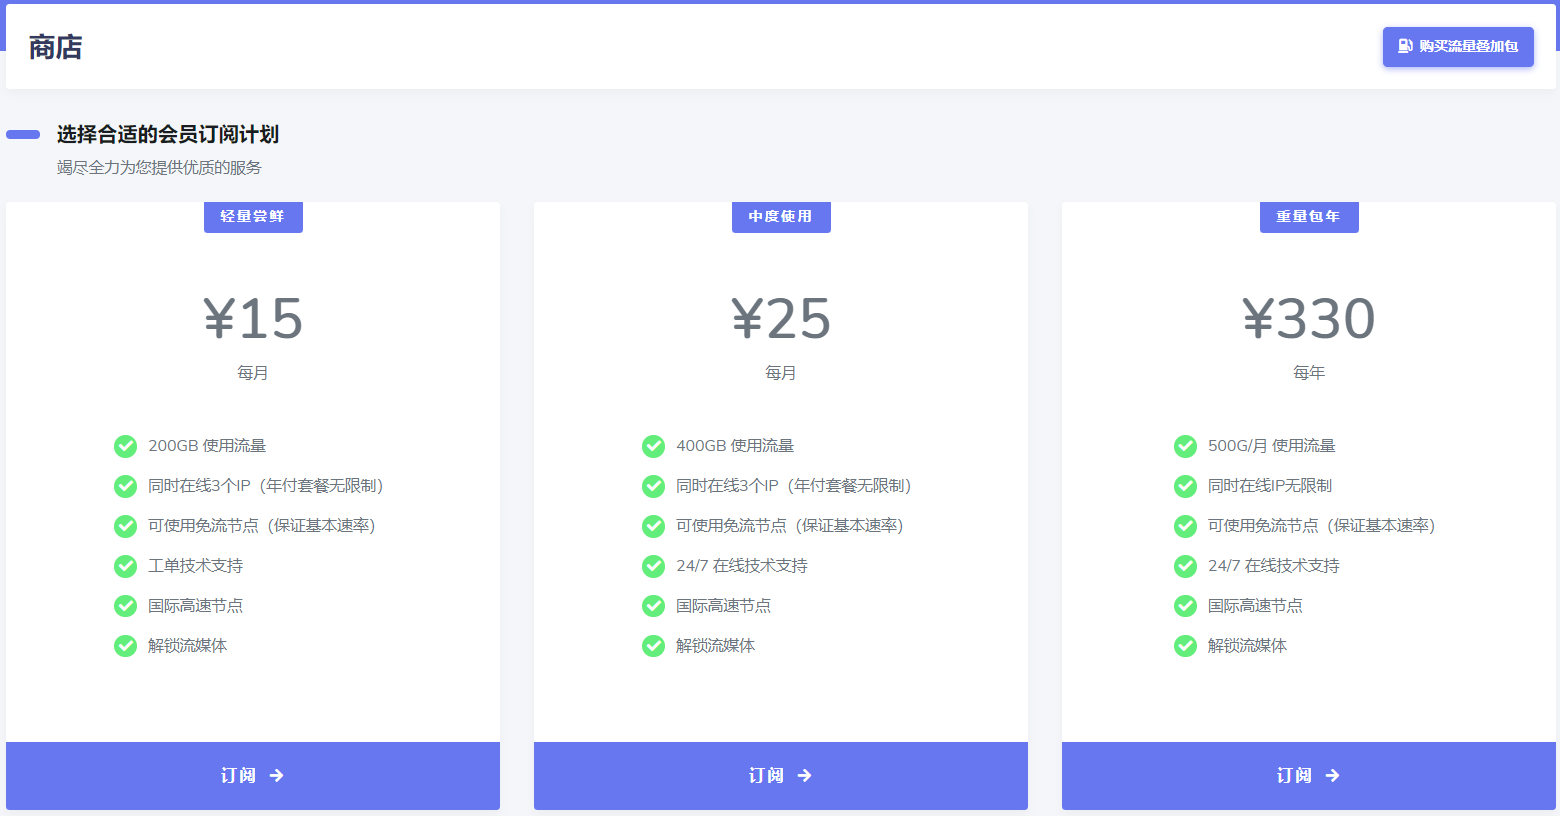 商店
购买流量叠加包
选择合适的会员订阅计划
竭尽全力为您提供优质的服务
轻量尝鲜
¥15
每月
200GB 使用流量
同时在线3个IP（年付套餐无限制）
可使用免流节点（保证基本速率）
工单技术支持
国际高速节点
解锁流媒体
订阅 →
中度使用
¥25
每月
400GB 使用流量
同时在线3个IP（年付套餐无限制）
可使用免流节点（保证基本速率）
24/7 在线技术支持
国际高速节点
解锁流媒体
订阅 →
重量包年
¥330
每年
500G/月 使用流量
同时在线IP无限制
可使用免流节点（保证基本速率）
24/7 在线技术支持
国际高速节点
解锁流媒体
订阅 →